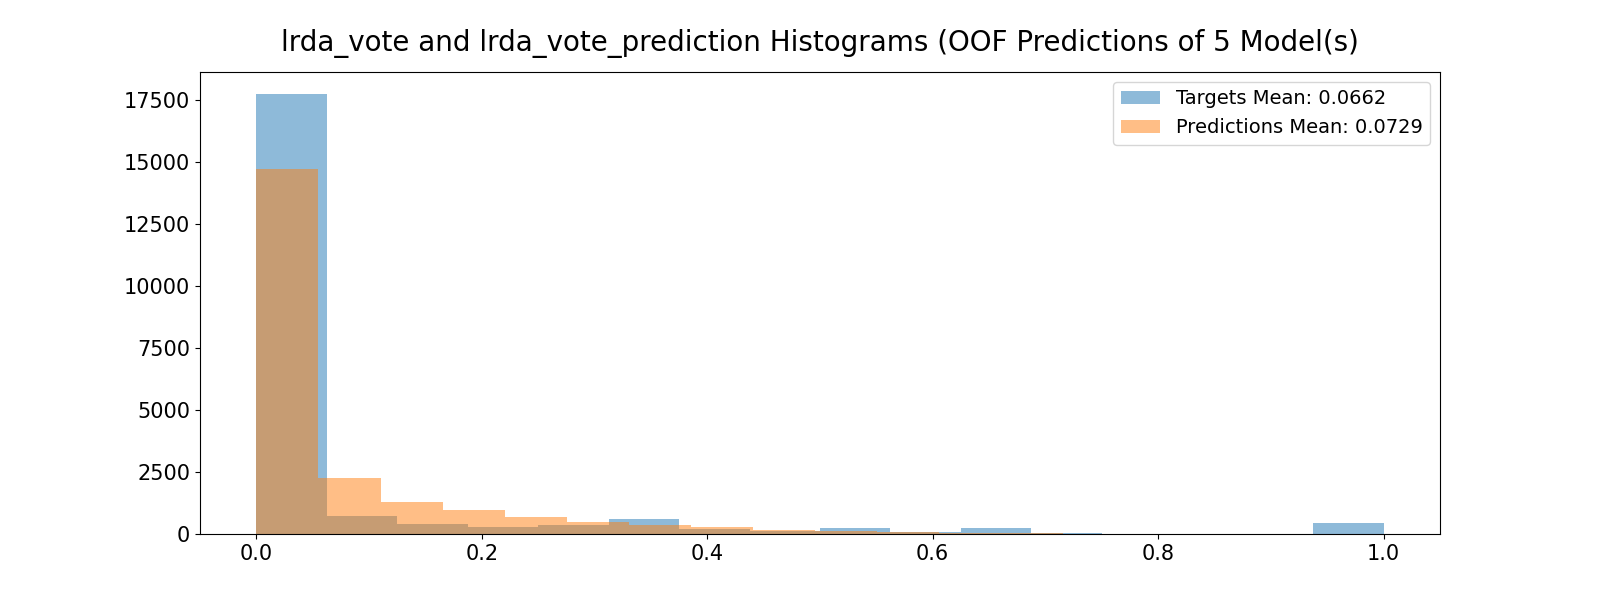 lrda_vote and lrda_vote_prediction Histograms (OOF Predictions of 5 Model(s)
Targets Mean: 0.0662
Predictions Mean: 0.0729
17500
15000
12500
10000
7500
5000
2500
0
0.0 0.2 0.4 0.6 0.8 1.0